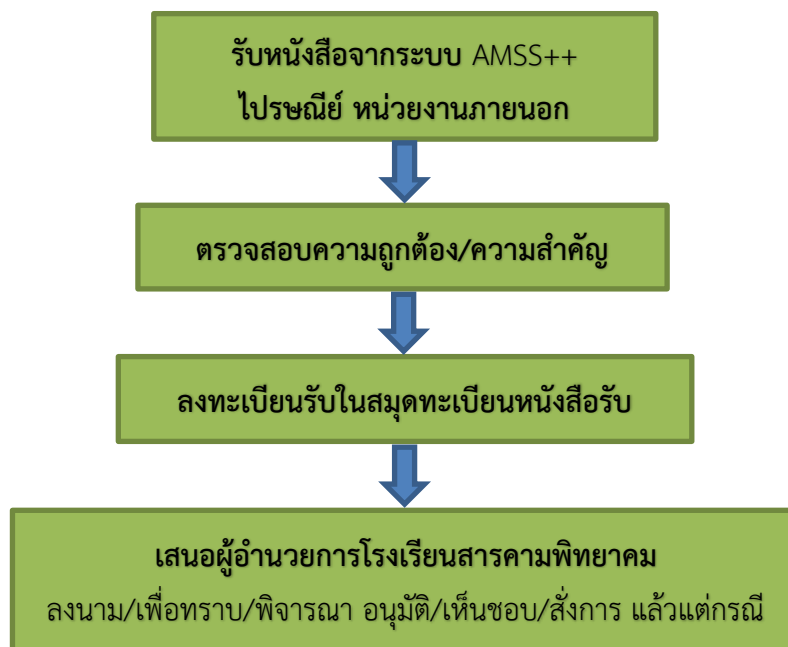 รับหนังสือจากระบบ AMSS++
ไปรษณีย์ หน่วยงานภายนอก
ตรวจสอบความถูกต้อง/ความสำคัญ
ลงทะเบียนรับในสมุดทะเบียนหนังสือรับ
เสนอผู้อำนวยการโรงเรียนสารคามพิทยาคม
ลงนาม/เพื่อทราบ/พิจารณา อนุมัติ/เห็นชอบ/สั่งการ แล้วแต่กรณี